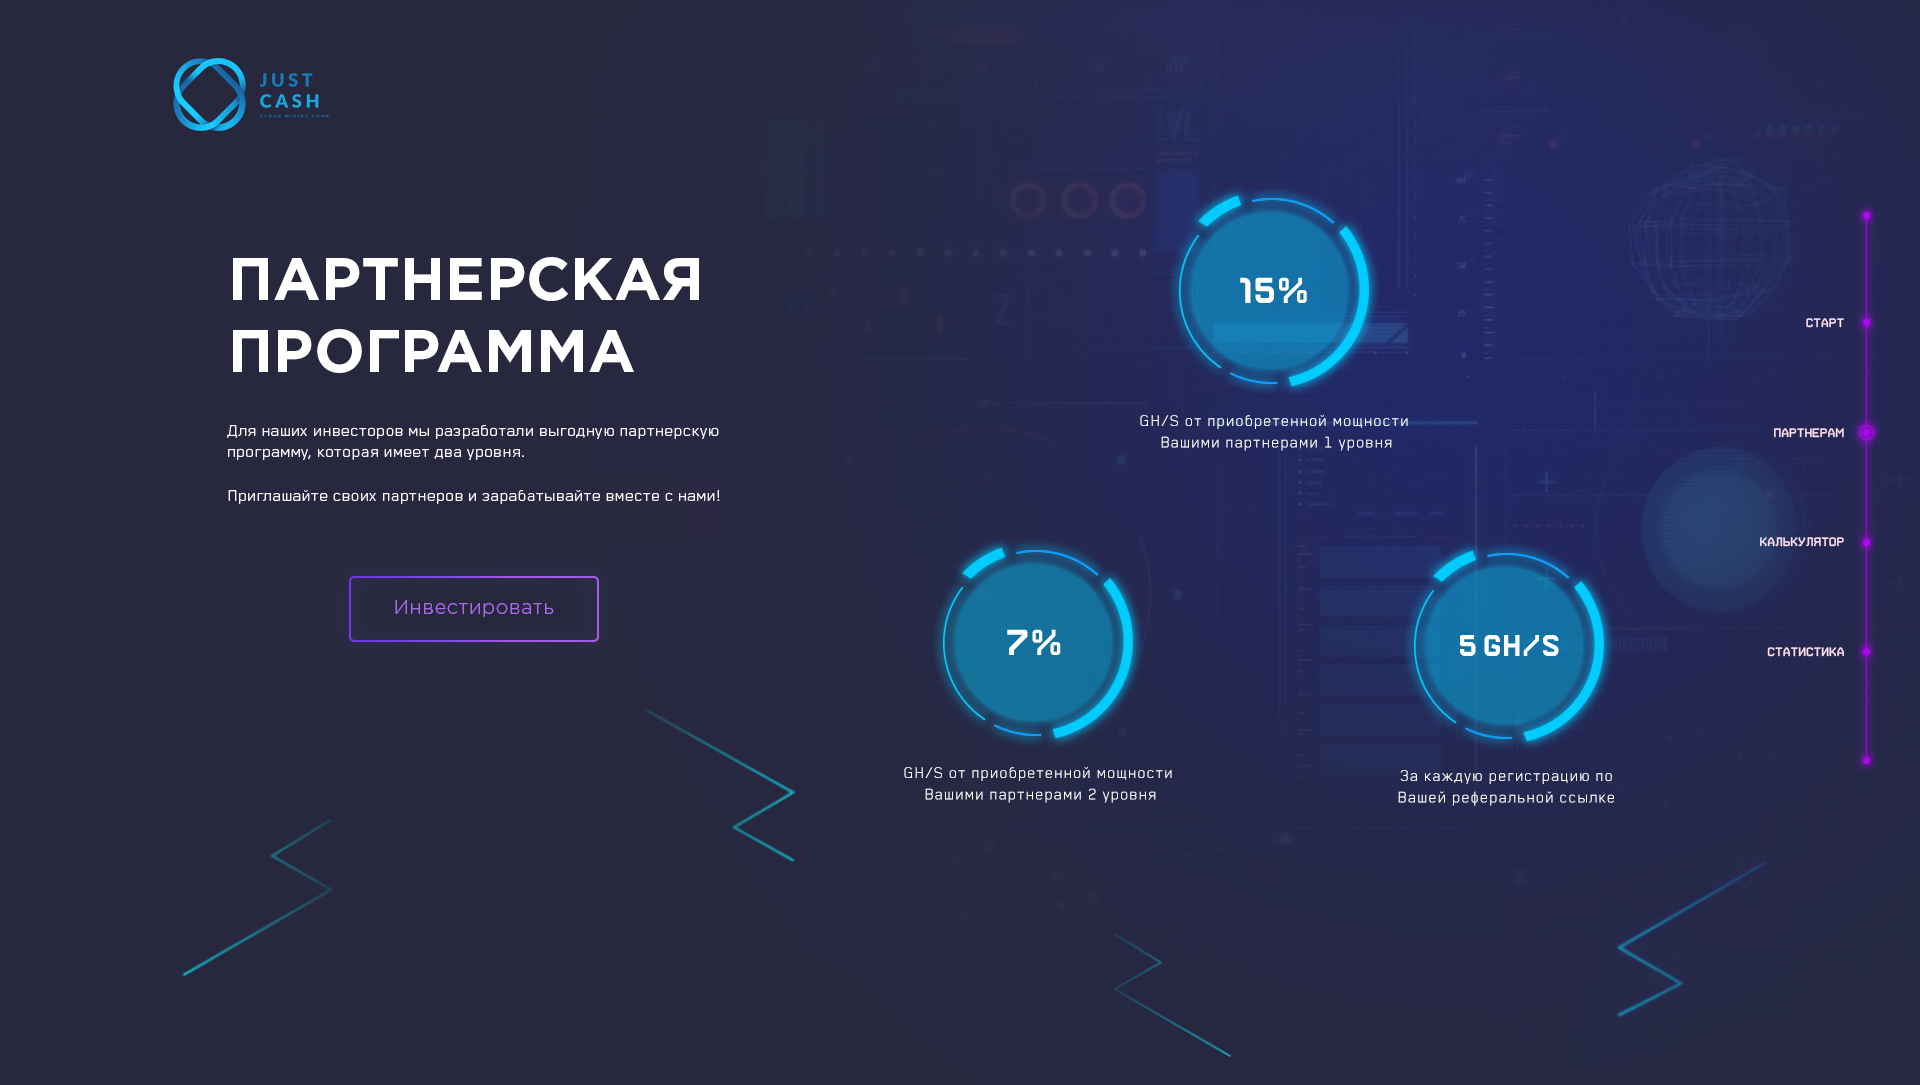 JUST
CASH
CLOUD MINING COMP.
ПАРТНЕРСКАЯ
ПРОГРАММА
Для наших инвесторов мы разработали выгодную партнерскую
программу, которая имеет два уровня.
Приглашайте своих партнеров и зарабатывайте вместе с нами!
Инвестировать
15%
GH/S от приобретенной мощности
Вашими партнерами 1 уровня
7%
GH/S от приобретенной мощности
Вашими партнерами 2 уровня
5 GH/S
За каждую регистрацию по
Вашей реферальной ссылке
СТАРТ
ПАРТНЕРАМ
КАЛЬКУЛЯТОР
СТАТИСТИКА
XY
Z
LVL